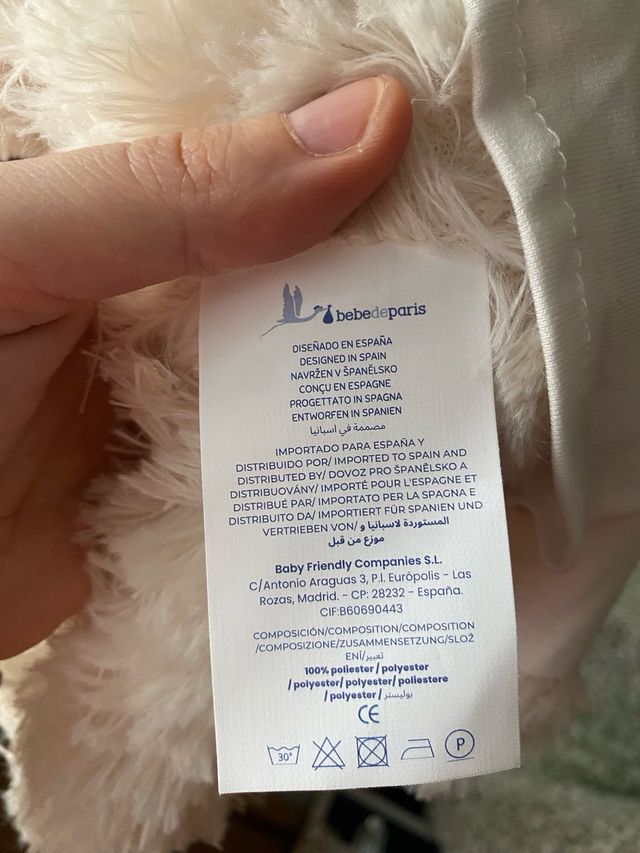 bebedeparis
DISEÑADO EN ESPAÑA
DESIGNED IN SPAIN
NAVRŽEN V ŠPANĚLSKO
CONÇU EN ESPAGNE
PROGETTATO IN SPAGNA
ENTWORFEN IN SPANIEN
مصممة في اسبانيا
IMPORTADO PARA ESPAÑA Y
DISTRIBUIDO POR/ IMPORTED TO SPAIN AND
DISTRIBUTED BY/ DOVOZ PRO ŠPANĚLSKO A
DISTRIBUOVÁNY/ IMPORTÉ POUR L'ESPAGNE ET
DISTRIBUÉ PAR/ IMPORTATO PER LA SPAGNA E
DISTRIBUITO DA/ IMPORTIERT FÜR SPANIEN UND
VERTRIEBEN VON/ المستوردة لاسبانيا و
موزع من قبل
Baby Friendly Companies S.L.
C/Antonio Araguas 3, P.I. Európolis - Las
Rozas, Madrid. - CP: 28232 - España.
CIF:B60690443
COMPOSICIÓN/COMPOSITION/COMPOSITION
/COMPOSIZIONE/ZUSAMMENSETZUNG/SLOŽ
ENÍ/تعبير
100% poliester / polyester
/ polyester/ polyester/ poliestere
/ polyester / بوليستر
CE
30° P